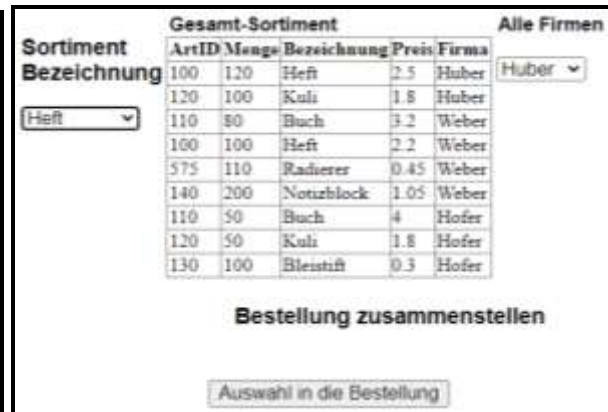 Sortiment
Bezeichnung
Heft
Gesamt-Sortiment
ArtID Menge Bezeichnung Preis Firma
100 120 Heft 2.5 Huber
120 100 Kuli 1.8 Huber
110 80 Buch 3.2 Weber
100 100 Heft 2.2 Weber
575 110 Radierer 0.45 Weber
140 200 Notizblock 1.05 Weber
110 50 Buch 4 Hofer
120 50 Kuli 1.8 Hofer
130 100 Bleistift 0.3 Hofer
Alle Firmen
Huber
Bestellung zusammenstellen
Auswahl in die Bestellung